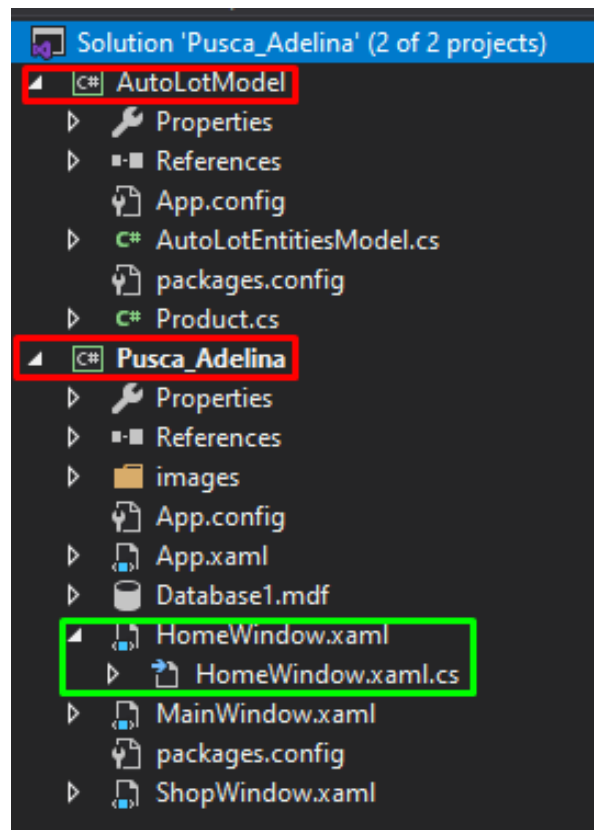 Solution 'Pusca_Adelina' (2 of 2 projects)
C# AutoLotModel
Properties
References
App.config
C# AutoLotEntitiesModel.cs
packages.config
C# Product.cs
C# Pusca_Adelina
Properties
References
images
App.config
App.xaml
Database1.mdf
HomeWindow.xaml
HomeWindow.xaml.cs
MainWindow.xaml
packages.config
ShopWindow.xaml